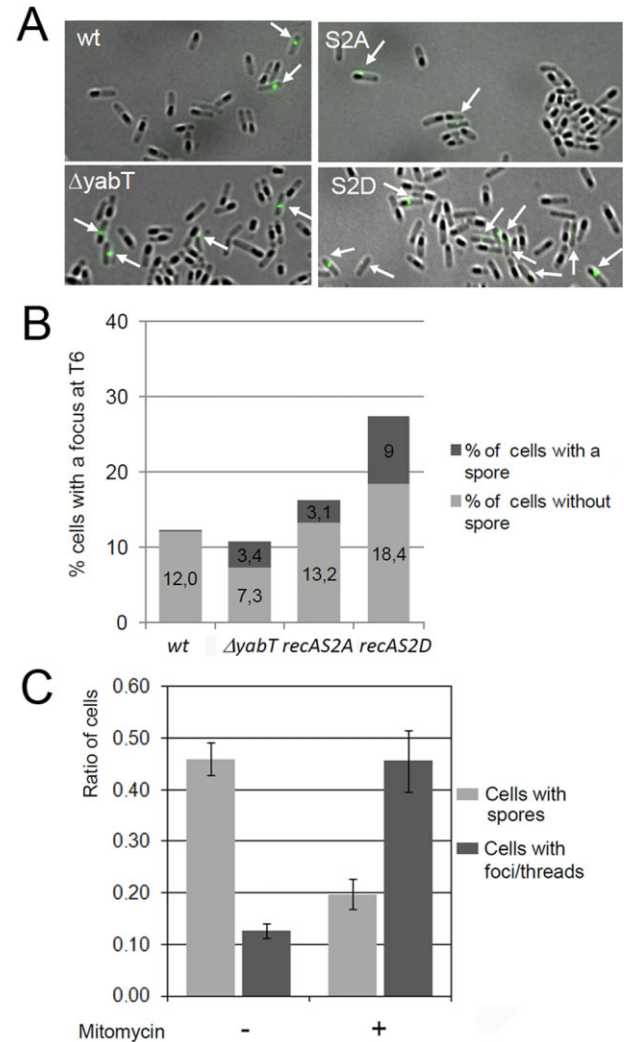 A
wt
S2A
ΔyabT
S2D
B
% cells with a focus at T6
40
30
20
10
0
12,0
3,4
7,3
3,1
13,2
9
18,4
wt
ΔyabT
recAS2A
recAS2D
% of cells with a
spore
% of cells without
spore
C
Ratio of cells
0.60
0.50
0.40
0.30
0.20
0.10
0.00
Cells with
spores
Cells with
foci/threads
Mitomycin - +